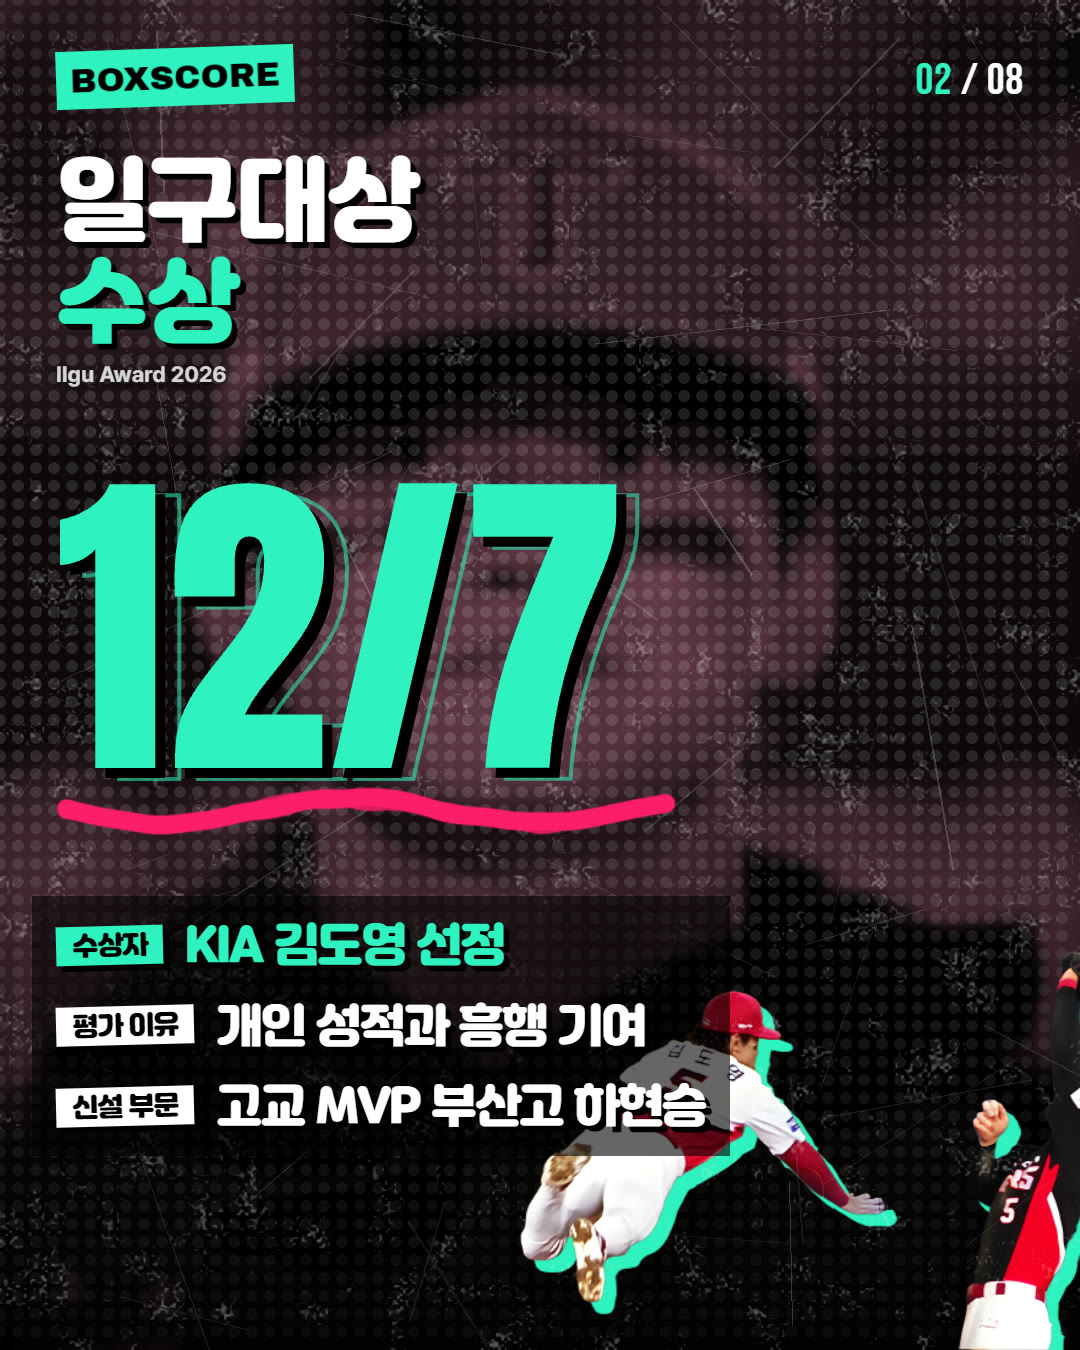 BOXSCORE
02 / 08
일구대상
수상
Ilgu Award 2026
12/7
수상자 KIA 김도영 선정
평가 이유 개인 성적과 흥행 기여
신설 부문 고교 MVP 부산고 하현승
5